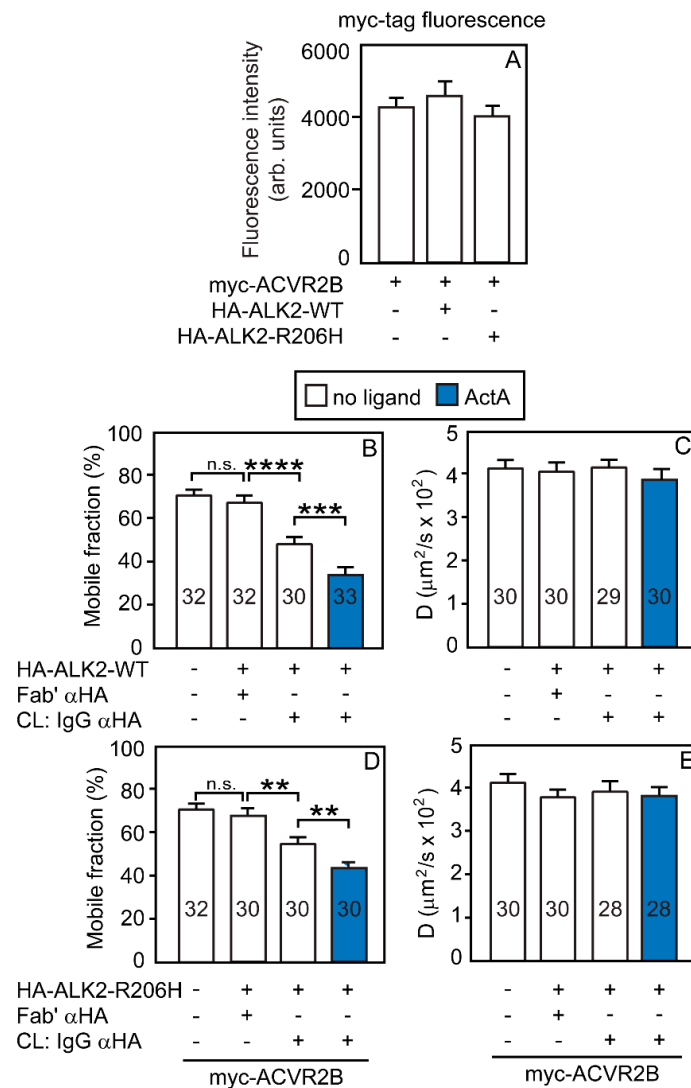 myc-tag fluorescence
A
Fluorescence intensity
(arb. units)
6000
4000
2000
0
myc-ACVR2B + + +
HA-ALK2-WT - + -
HA-ALK2-R206H - - +
no ligand ActA
B
Mobile fraction (%)
100
80
60
40
20
0
n.s. **** ***
32 32 30 33
C
D (μm²/s x 10²)
5
4
3
2
1
0
30 30 29 30
HA-ALK2-WT - + + + - + + +
Fab' αHA - + - - - + - -
CL: IgG αHA - - + + - - + +
D
Mobile fraction (%)
100
80
60
40
20
0
n.s. ** **
32 30 30 30
E
D (μm²/s x 10²)
5
4
3
2
1
0
30 30 28 28
HA-ALK2-R206H - + + + - + + +
Fab' αHA - + - - - + - -
CL: IgG αHA - - + + - - + +
myc-ACVR2B myc-ACVR2B